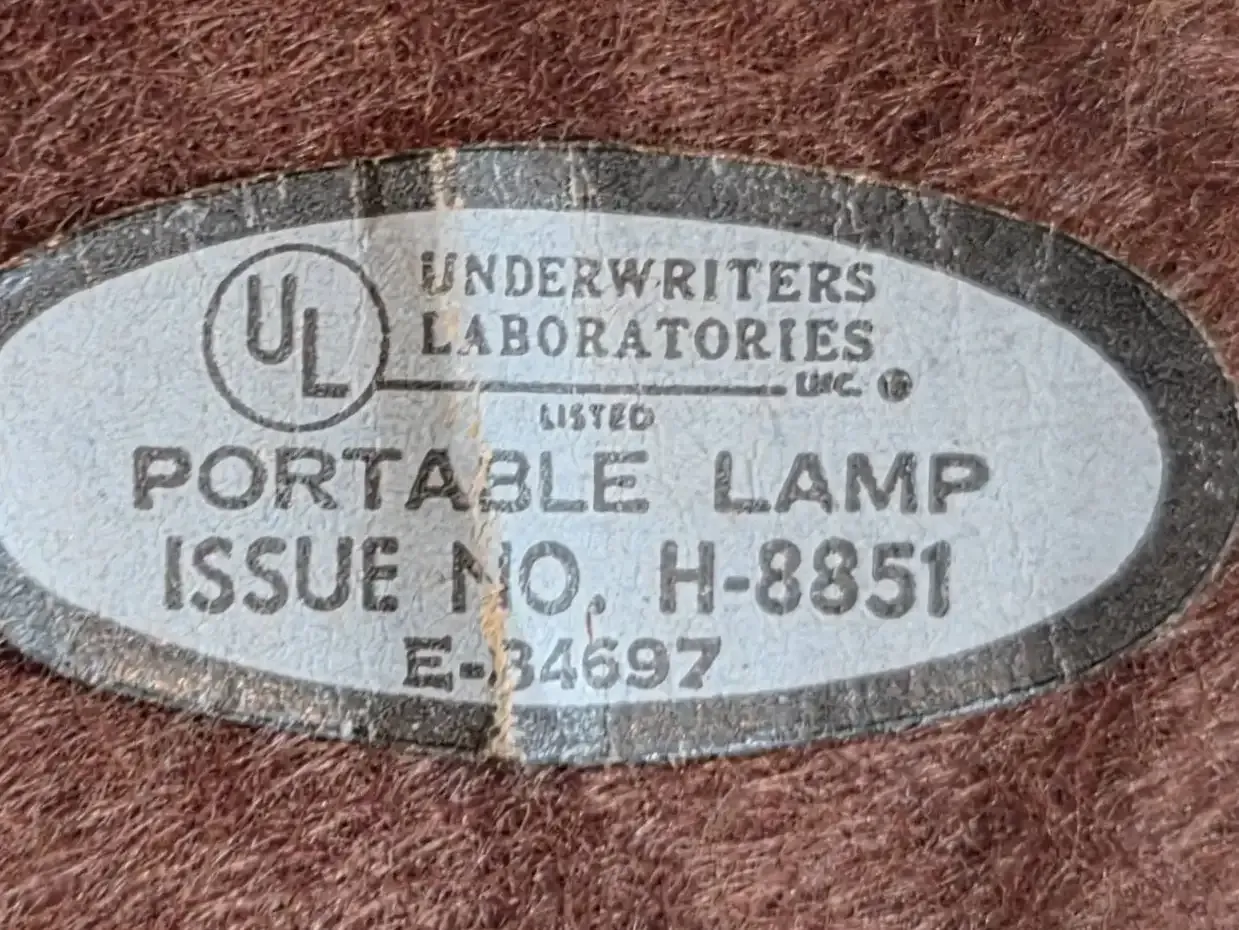 UL
UNDERWRITERS
LABORATORIES
INC. ®
LISTED
PORTABLE LAMP
ISSUE NO. H-8851
E-34697